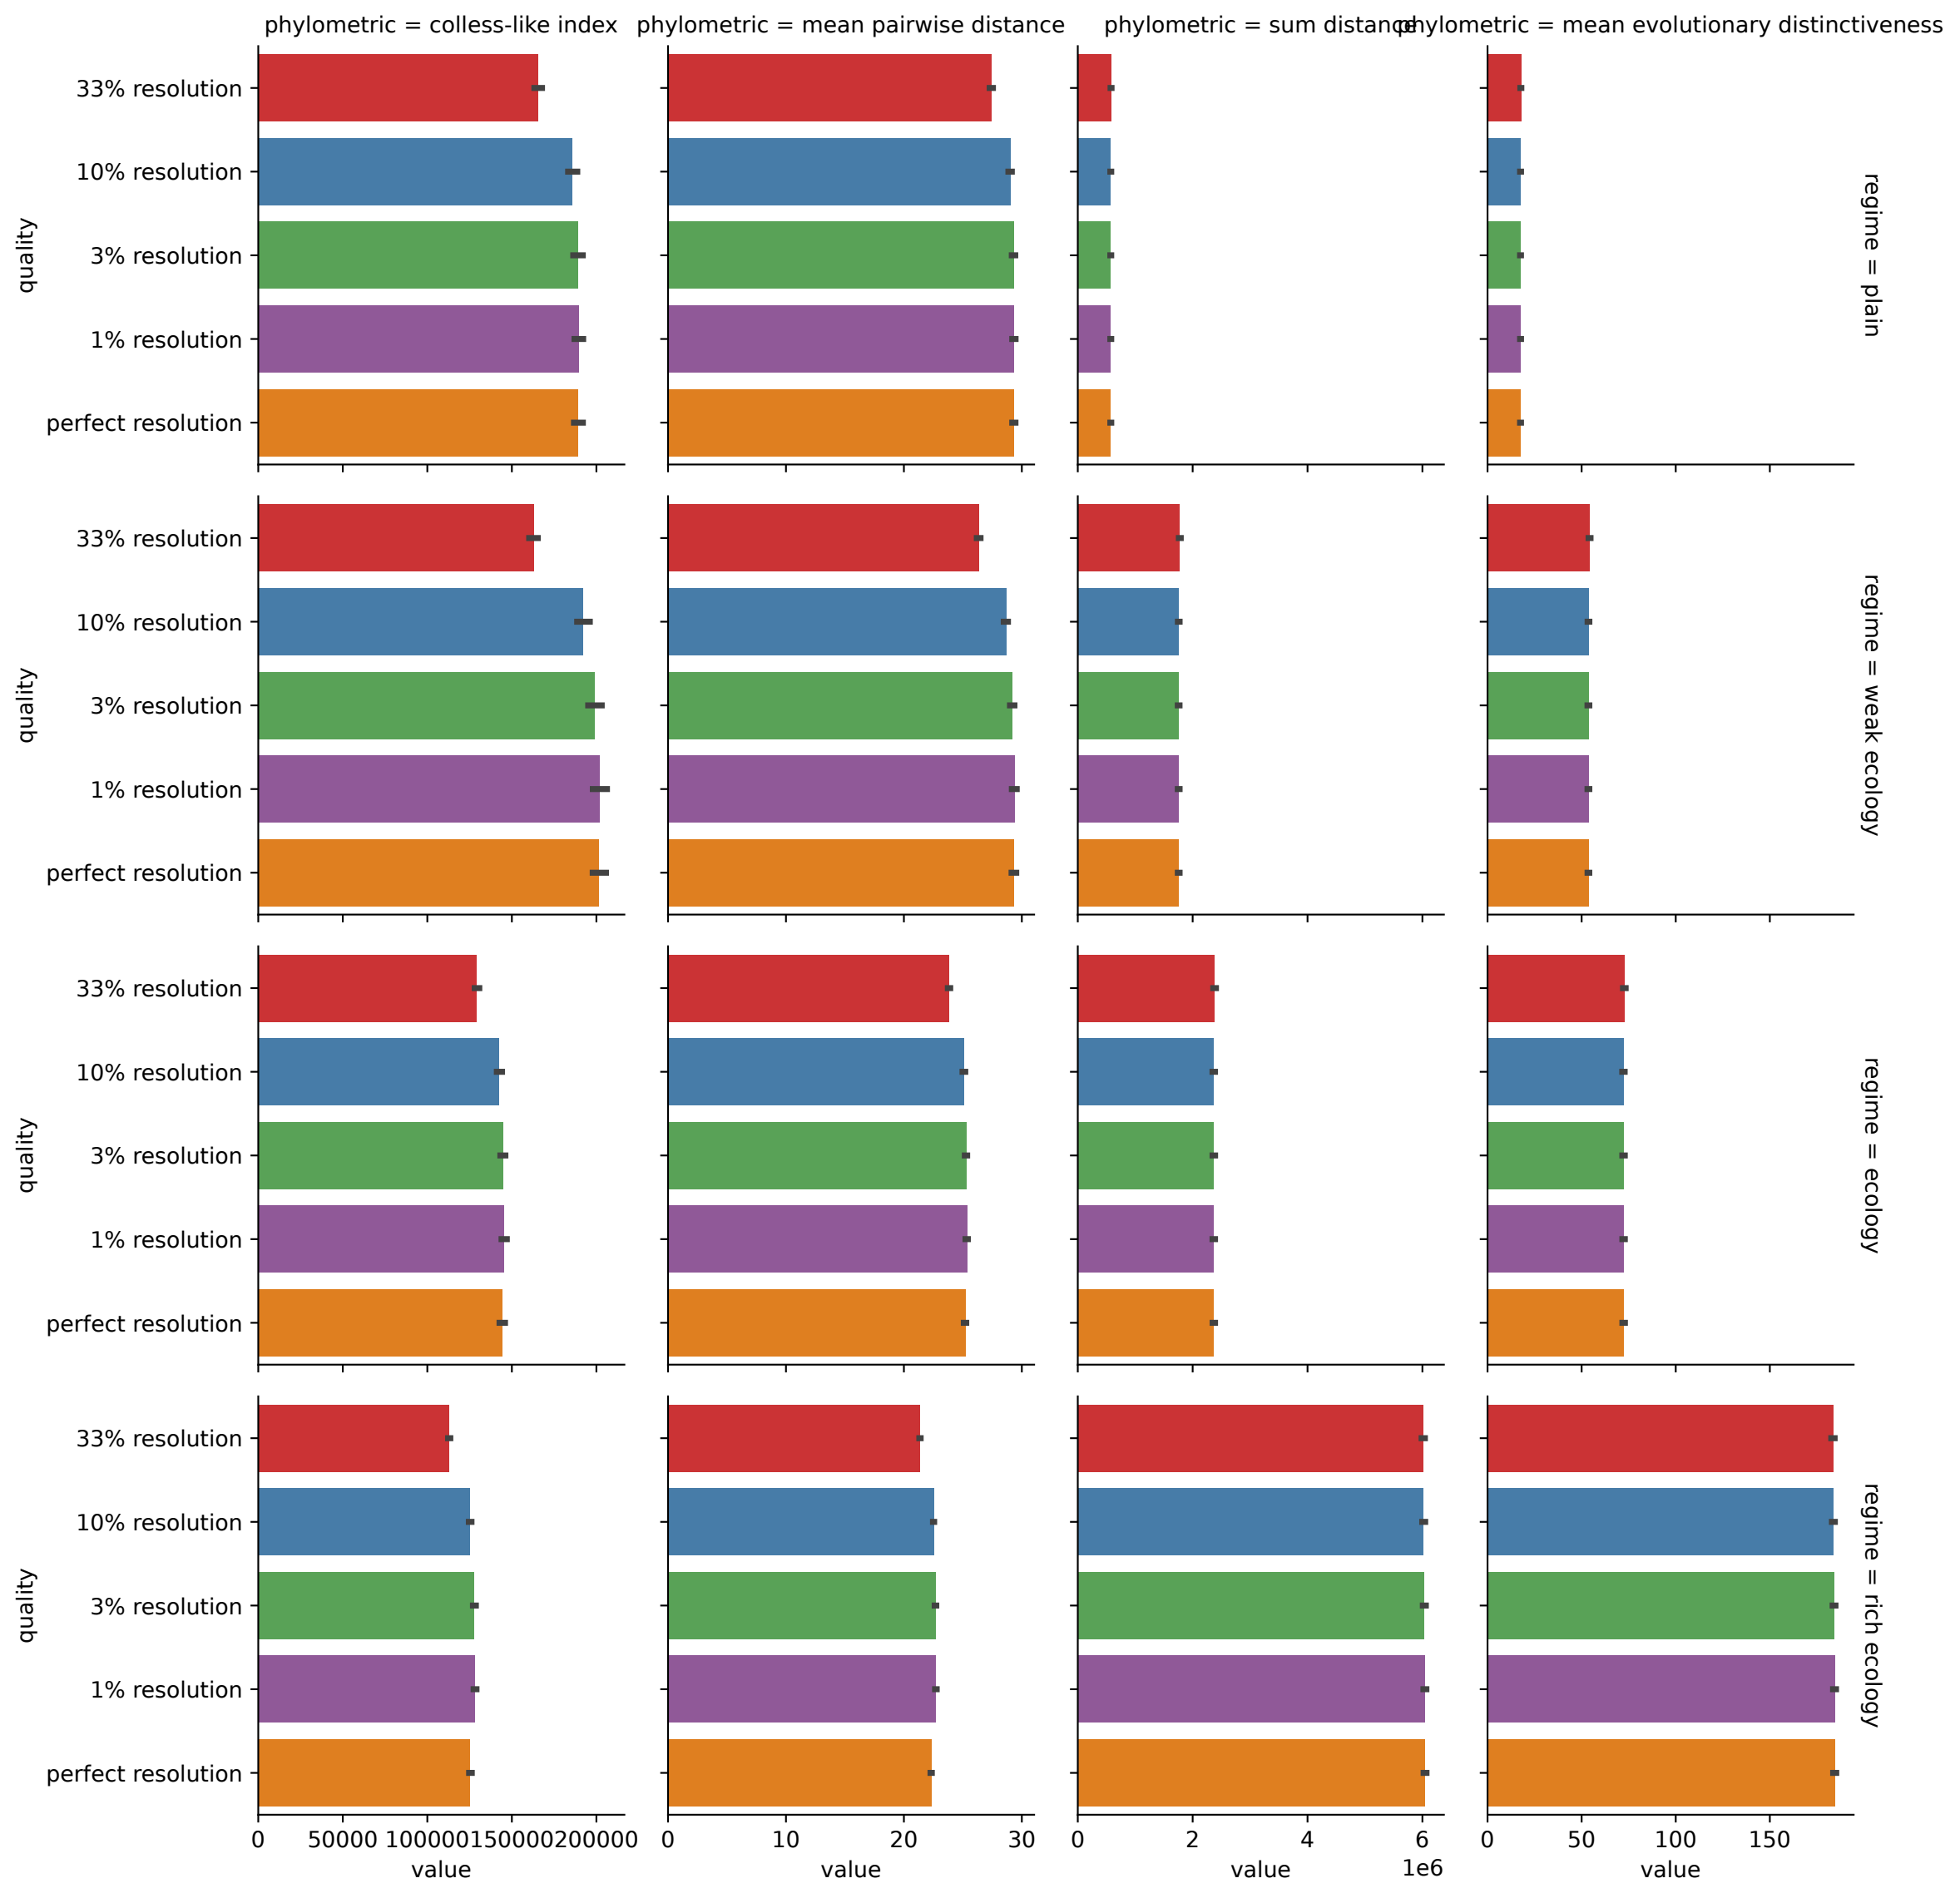 phylometric = colless-like index
phylometric = mean pairwise distance
phylometric = sum distance
phylometric = mean evolutionary distinctiveness
quality
33% resolution
10% resolution
3% resolution
1% resolution
perfect resolution
regime = plain
quality
33% resolution
10% resolution
3% resolution
1% resolution
perfect resolution
regime = weak ecology
quality
33% resolution
10% resolution
3% resolution
1% resolution
perfect resolution
regime = ecology
quality
33% resolution
10% resolution
3% resolution
1% resolution
perfect resolution
regime = rich ecology
0 50000 100000 150000 200000
value
0 10 20 30
value
0 2 4 6
1e6
value
0 50 100 150
value